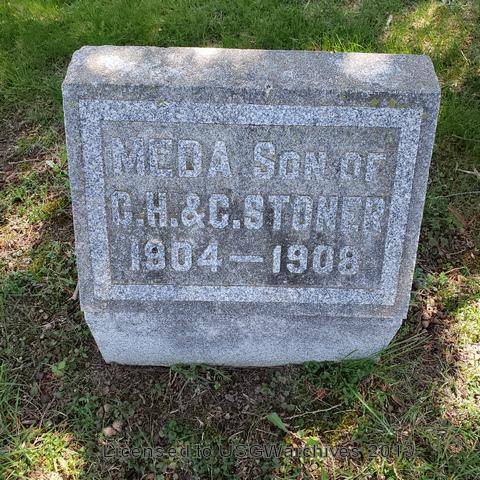 MEDA SON OF
C.H.&C.STONER
1904—1908
Licensed to USGWarchives, 2019